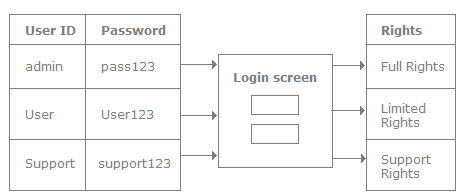 User ID Password
admin pass123
User User123
Support support123
Login screen
Rights
Full Rights
Limited
Rights
Support
Rights